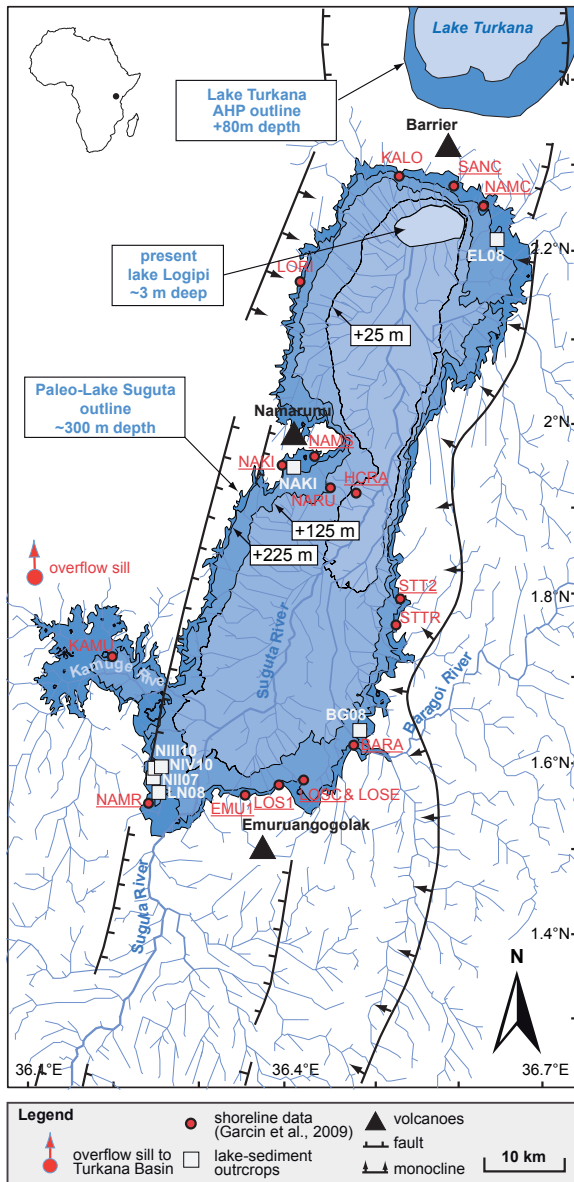 Lake Turkana
N
Lake Turkana
AHP outline
+80m depth
Barrier
KALO
SANC
NAMC
EL08
2.2°N
present
lake Logipi
~3 m deep
LORI
+25 m
Paleo-Lake Suguta
outline
~300 m depth
2°N
Namarunu
NAMS
NAKI
NAKI
HCRA
NARU
+125 m
+225 m
overflow sill
1.8°N
STT2
STTR
Suguta River
KAMU
Kamuge River
Baragoi River
BG08
BARA
1.6°N
NIII10
NIV10
NII07
LN08
NAMR
EMU1
LOS1
LOSC & LOSE
Emuruangogolak
Suguta River
1.4°N
N
36.1°E
36.4°E
36.7°E
Legend
overflow sill to
Turkana Basin
shoreline data
(Garcin et al., 2009)
lake-sediment
outrcrops
volcanoes
fault
monocline
10 km